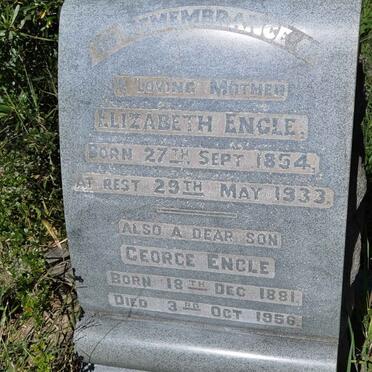 REMEMBRANCE
A LOVING MOTHER
ELIZABETH ENGLE.
BORN 27TH SEPT 1854.
AT REST 29TH MAY 1933.
ALSO A DEAR SON
GEORGE ENGLE
BORN 18TH DEC 1881.
DIED 3RD OCT 1956.